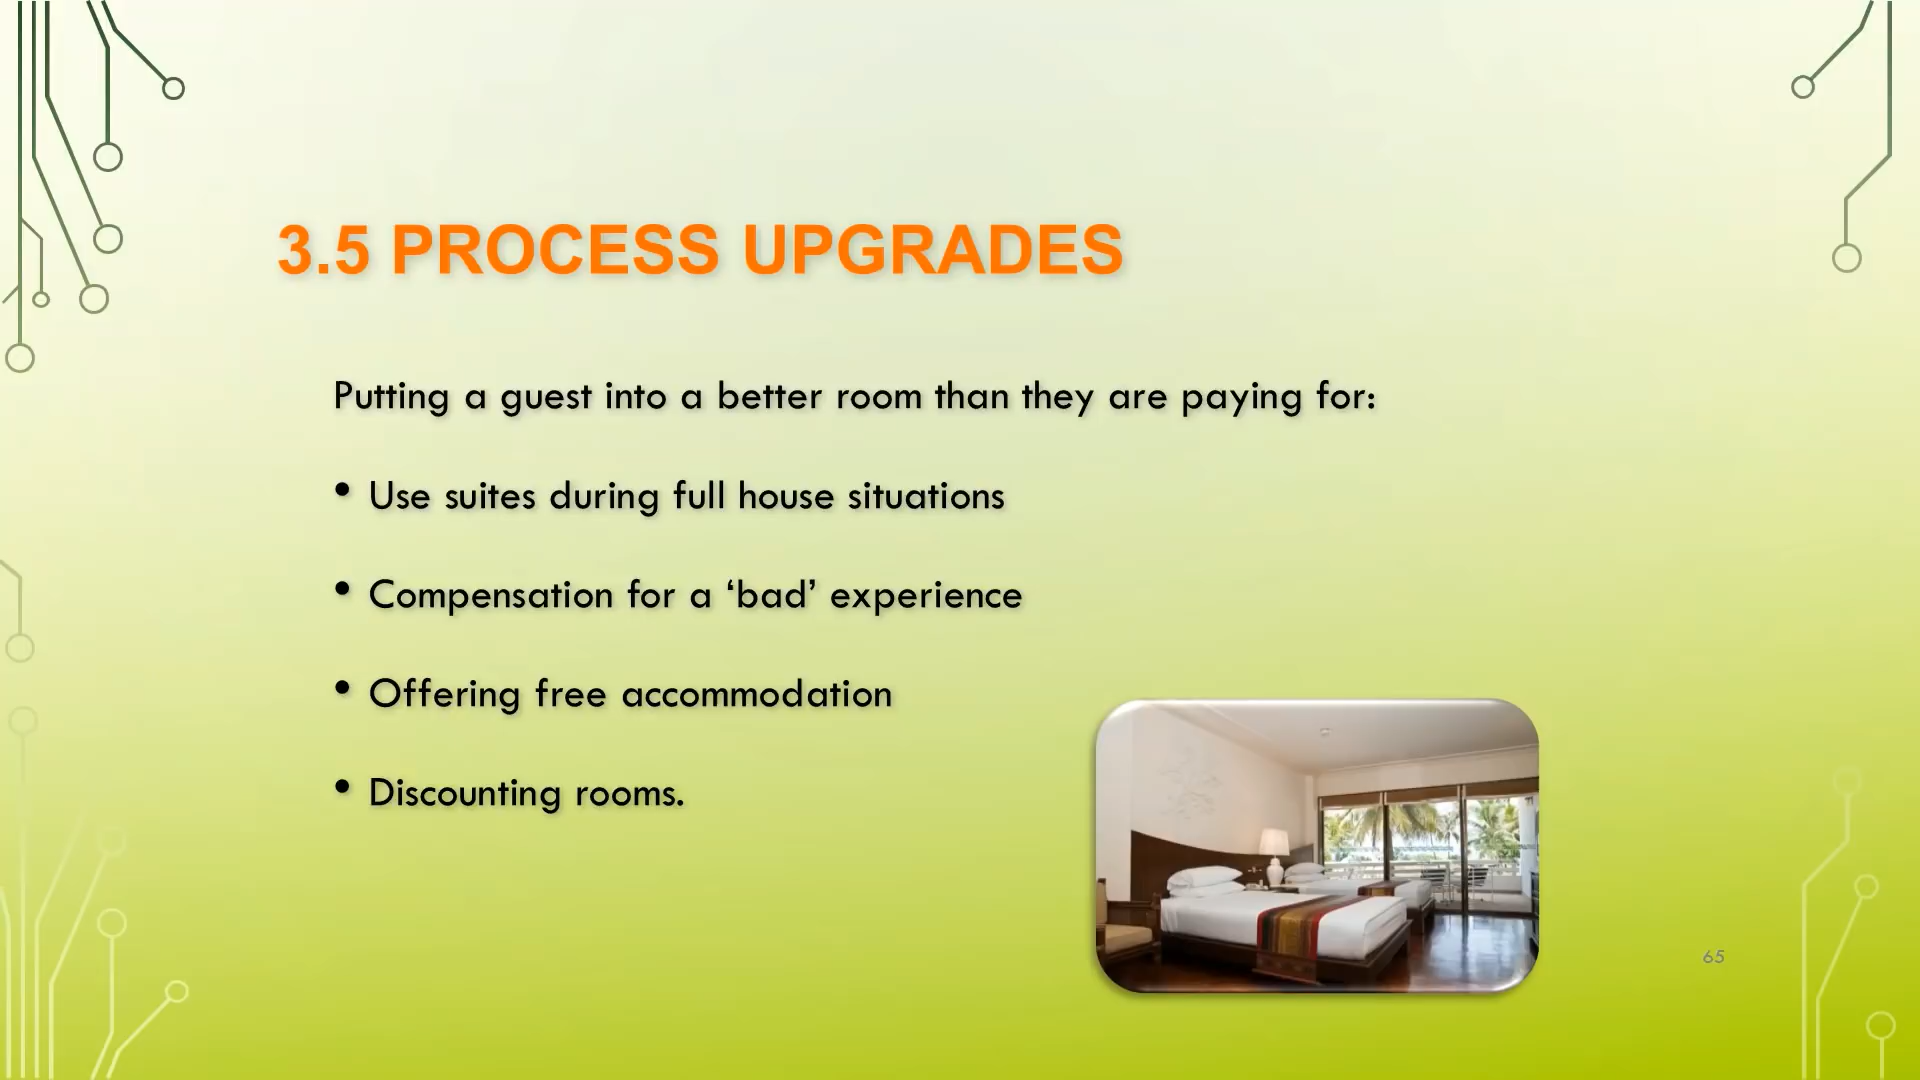 3.5 PROCESS UPGRADES
Putting a guest into a better room than they are paying for:
• Use suites during full house situations
• Compensation for a ‘bad’ experience
• Offering free accommodation
• Discounting rooms.
65